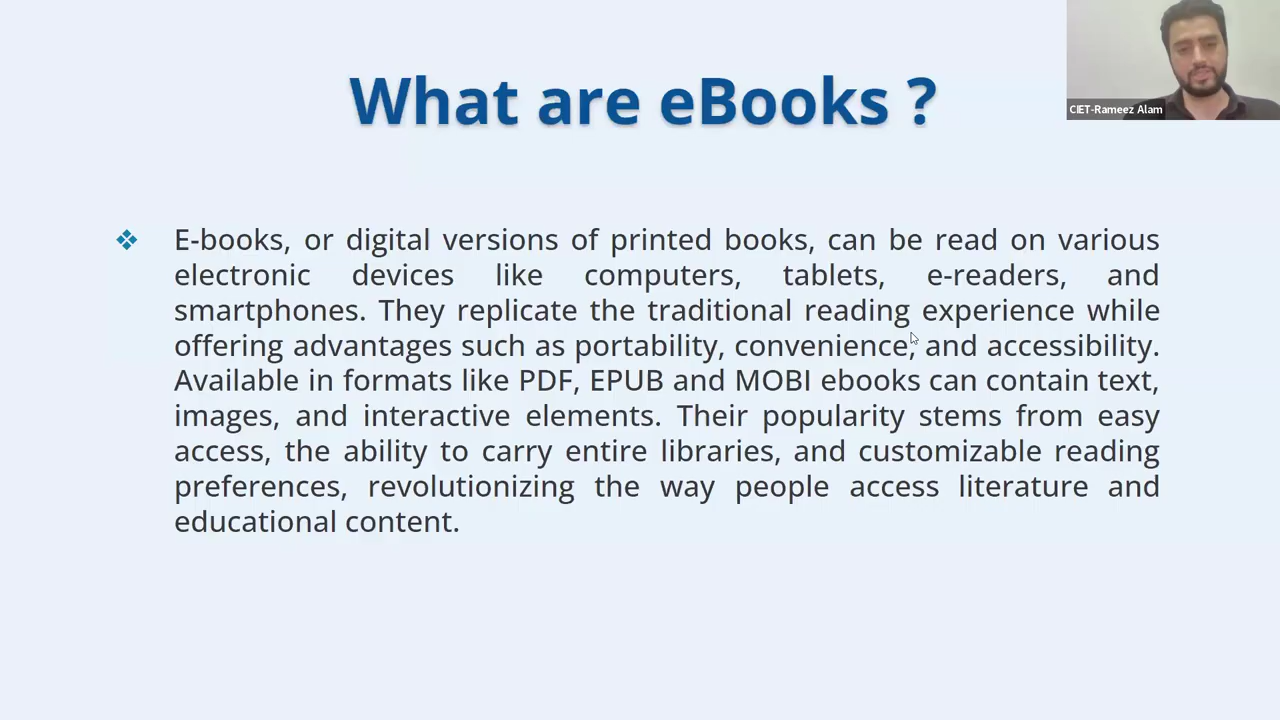 What are eBooks ?
CIET-Rameez Alam
E-books, or digital versions of printed books, can be read on various
electronic devices like computers, tablets, e-readers, and
smartphones. They replicate the traditional reading experience while
offering advantages such as portability, convenience, and accessibility.
Available in formats like PDF, EPUB and MOBI ebooks can contain text,
images, and interactive elements. Their popularity stems from easy
access, the ability to carry entire libraries, and customizable reading
preferences, revolutionizing the way people access literature and
educational content.